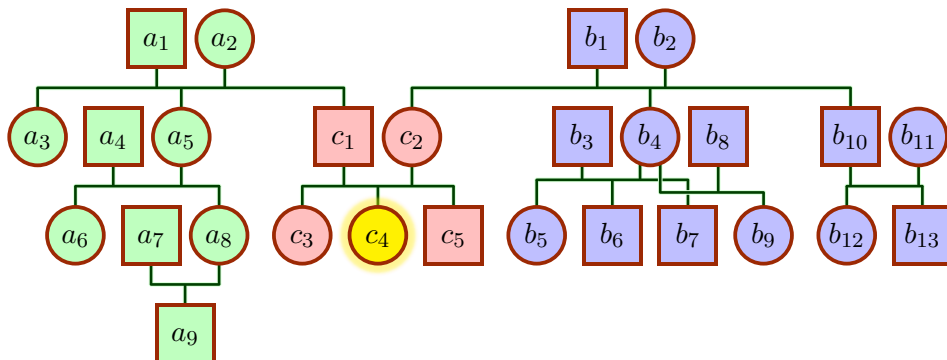 a₁ a₂ b₁ b₂
a₃ a₄ a₅ c₁ c₂ b₃ b₄ b₈ b₁₀ b₁₁
a₆ a₇ a₈ c₃ c₄ c₅ b₅ b₆ b₇ b₉ b₁₂ b₁₃
a₉